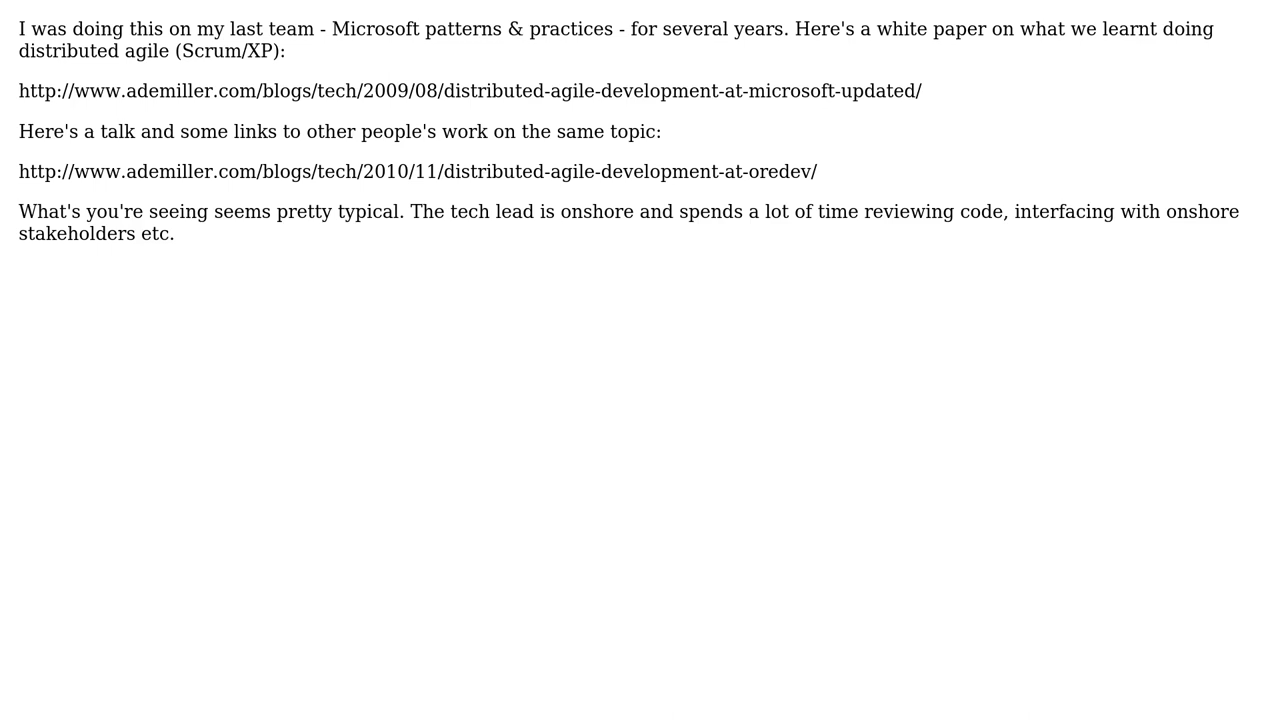 I was doing this on my last team - Microsoft patterns & practices - for several years. Here's a white paper on what we learnt doing
distributed agile (Scrum/XP):
http://www.ademiller.com/blogs/tech/2009/08/distributed-agile-development-at-microsoft-updated/
Here's a talk and some links to other people's work on the same topic:
http://www.ademiller.com/blogs/tech/2010/11/distributed-agile-development-at-oredev/
What's you're seeing seems pretty typical. The tech lead is onshore and spends a lot of time reviewing code, interfacing with onshore
stakeholders etc.